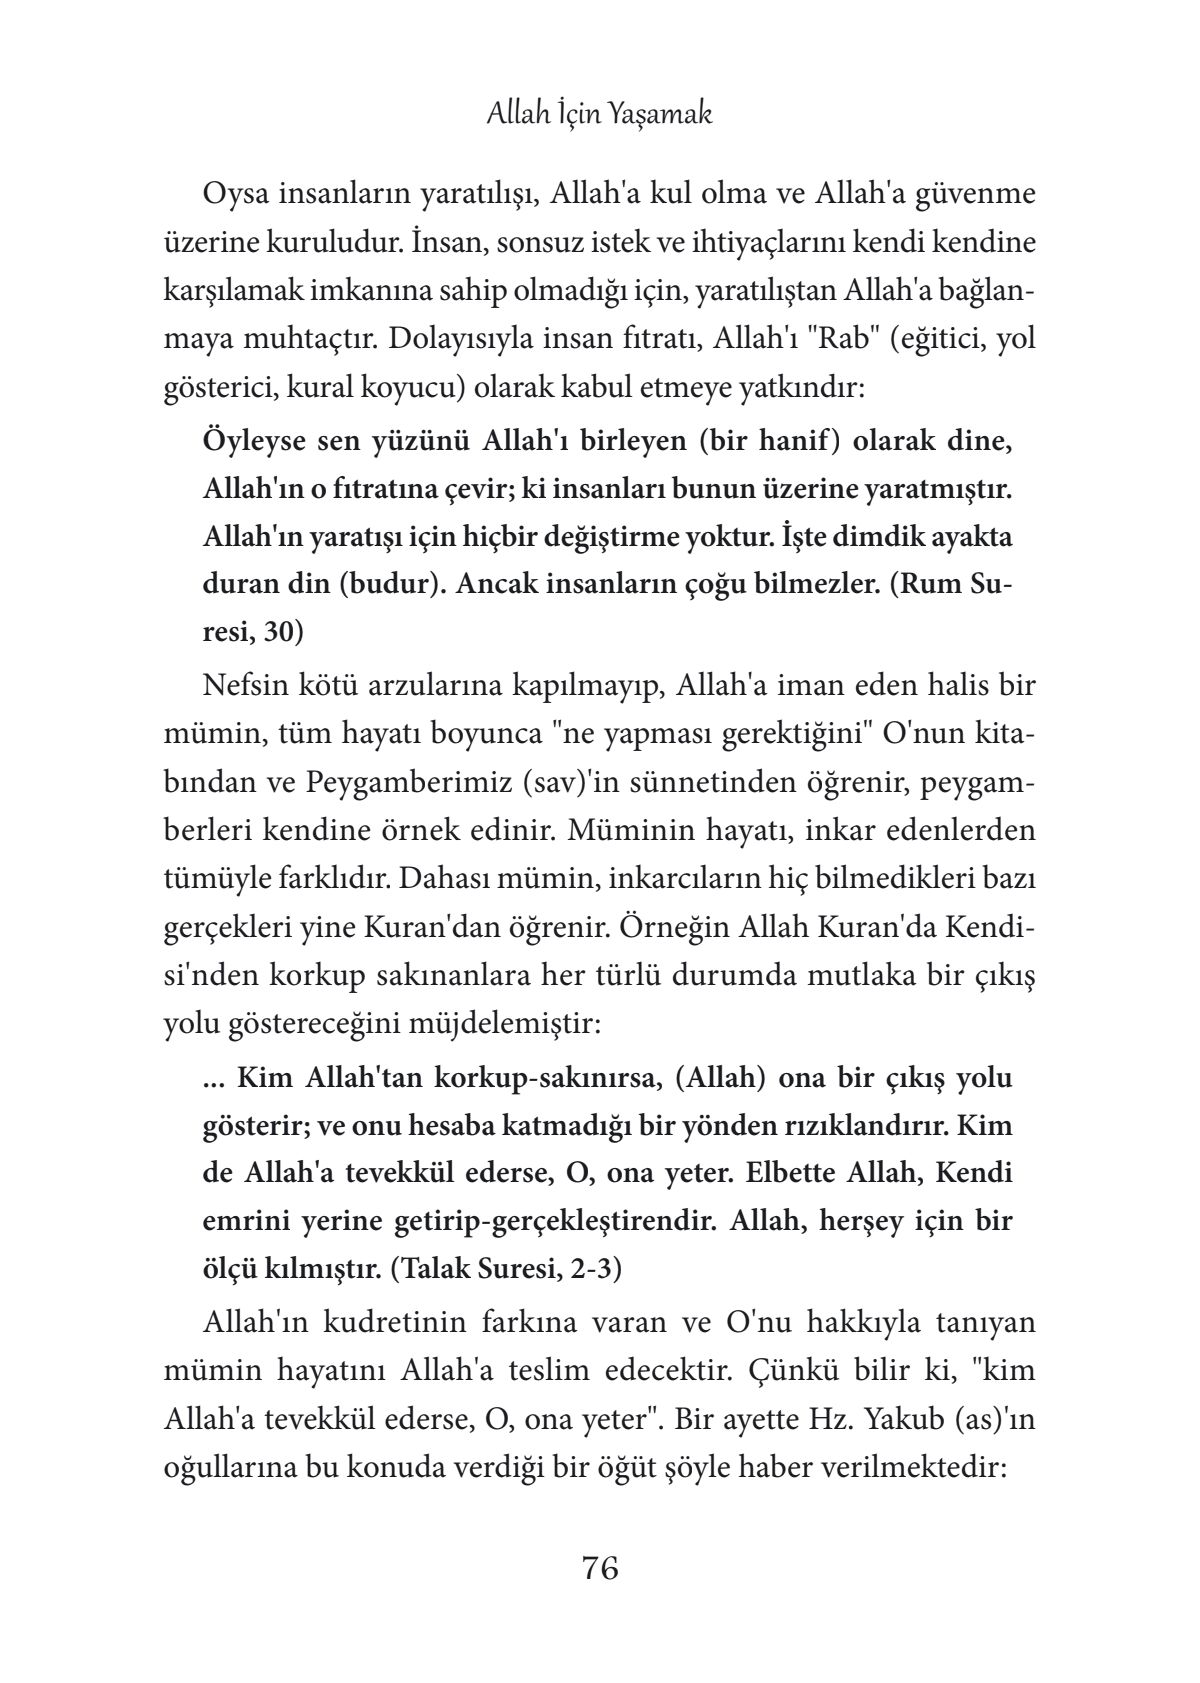 Allah İçin Yaşamak
Oysa insanların yaratılışı, Allah'a kul olma ve Allah'a güvenme
üzerine kuruludur. İnsan, sonsuz istek ve ihtiyaçlarını kendi kendine
karşılamak imkanına sahip olmadığı için, yaratılıştan Allah'a bağlan-
maya muhtaçtır. Dolayısıyla insan fıtratı, Allah'ı "Rab" (eğitici, yol
gösterici, kural koyucu) olarak kabul etmeye yatkındır:
Öyleyse sen yüzünü Allah'ı birleyen (bir hanif) olarak dine,
Allah'ın o fıtratına çevir; ki insanları bunun üzerine yaratmıştır.
Allah'ın yaratışı için hiçbir değiştirme yoktur. İşte dimdik ayakta
duran din (budur). Ancak insanların çoğu bilmezler. (Rum Su-
resi, 30)
Nefsin kötü arzularına kapılmayıp, Allah'a iman eden halis bir
mümin, tüm hayatı boyunca "ne yapması gerektiğini" O'nun kita-
bından ve Peygamberimiz (sav)'in sünnetinden öğrenir, peygam-
berleri kendine örnek edinir. Müminin hayatı, inkar edenlerden
tümüyle farklıdır. Dahası mümin, inkarcıların hiç bilmedikleri bazı
gerçekleri yine Kuran'dan öğrenir. Örneğin Allah Kuran'da Kendi-
si'nden korkup sakınanlara her türlü durumda mutlaka bir çıkış
yolu göstereceğini müjdelemiştir:
... Kim Allah'tan korkup-sakınırsa, (Allah) ona bir çıkış yolu
gösterir; ve onu hesaba katmadığı bir yönden rızıklandırır. Kim
de Allah'a tevekkül ederse, O, ona yeter. Elbette Allah, Kendi
emrini yerine getirip-gerçekleştirendir. Allah, herşey için bir
ölçü kılmıştır. (Talak Suresi, 2-3)
Allah'ın kudretinin farkına varan ve O'nu hakkıyla tanıyan
mümin hayatını Allah'a teslim edecektir. Çünkü bilir ki, "kim
Allah'a tevekkül ederse, O, ona yeter". Bir ayette Hz. Yakub (as)'ın
oğullarına bu konuda verdiği bir öğüt şöyle haber verilmektedir:
76